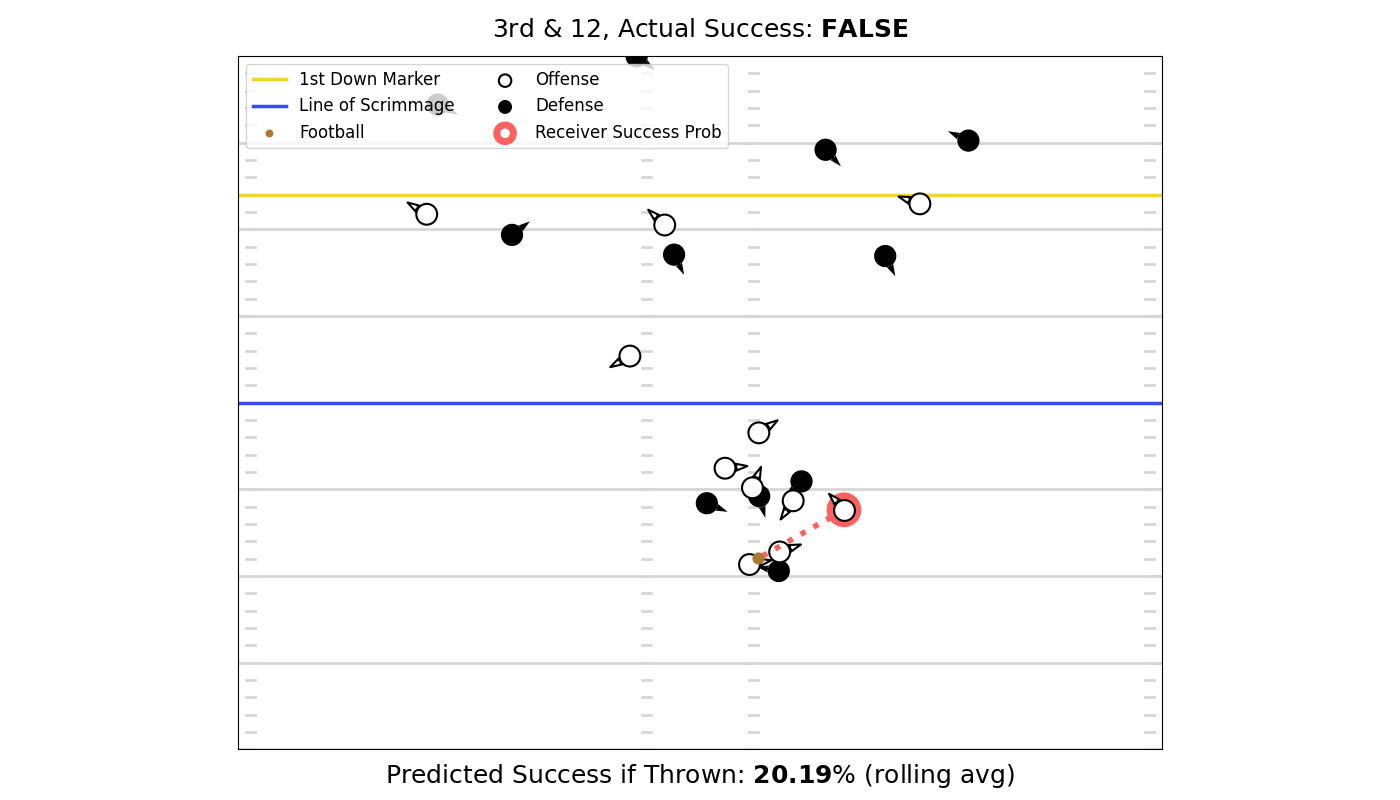 3rd & 12, Actual Success: FALSE
1st Down Marker
Line of Scrimmage
Football
Offense
Defense
Receiver Success Prob
Predicted Success if Thrown: 20.19% (rolling avg)